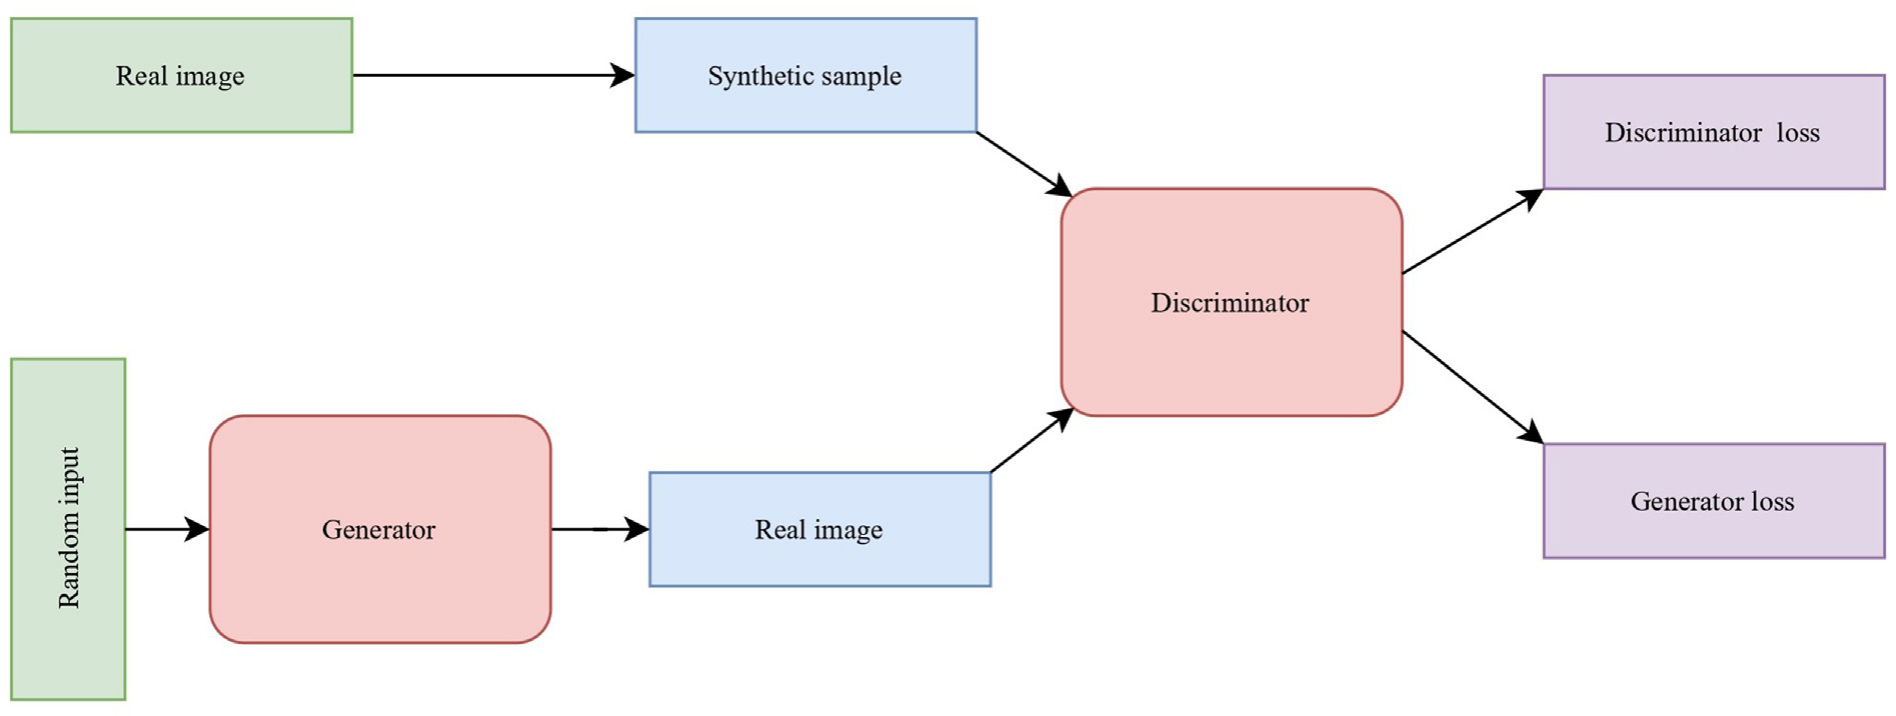 Real image
Synthetic sample
Discriminator loss
Discriminator
Random input
Generator
Real image
Generator loss